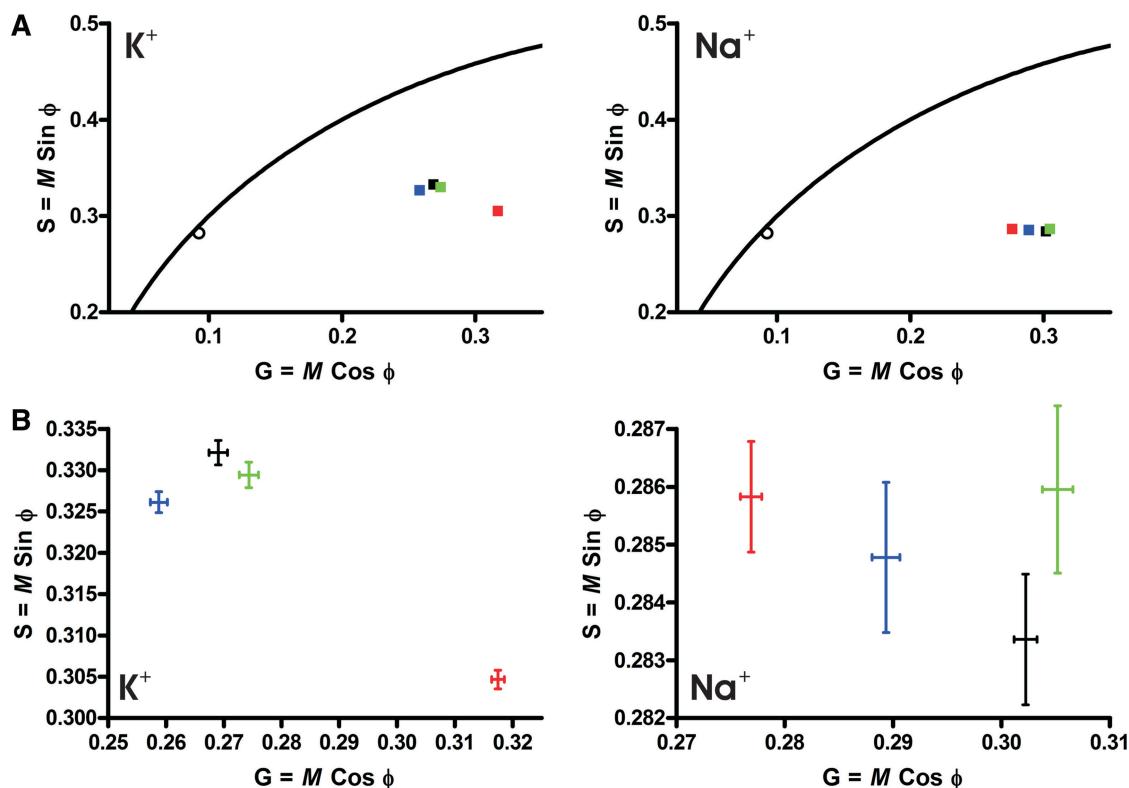 A
K+
0.5
0.4
0.3
0.2
S = M Sin ϕ
0.1
0.2
0.3
G = M Cos ϕ
Na+
0.5
0.4
0.3
0.2
S = M Sin ϕ
0.1
0.2
0.3
G = M Cos ϕ
B
0.335
0.330
0.325
0.320
0.315
0.310
0.305
0.300
S = M Sin ϕ
K+
0.25 0.26 0.27 0.28 0.29 0.30 0.31 0.32
G = M Cos ϕ
0.287
0.286
0.285
0.284
0.283
0.282
S = M Sin ϕ
Na+
0.27 0.28 0.29 0.30 0.31
G = M Cos ϕ